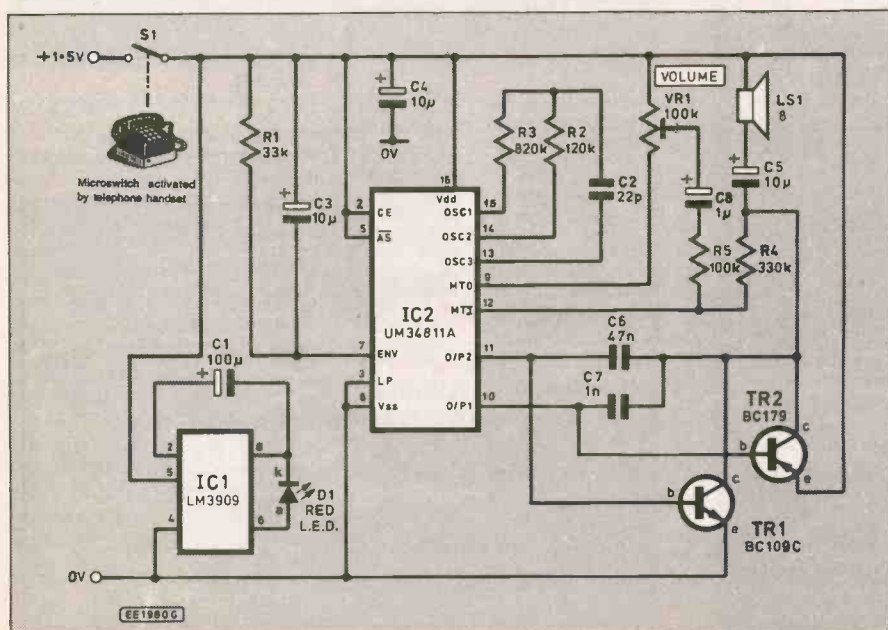 S1
+1·5V
Microswitch activated
by telephone handset
R1
33k
C3
10µ
C4
10µ
0V
R3
820k
R2
120k
C2
22p
VOLUME
VR1
100k
LS1
8
C8
1µ
C5
10µ
R5
100k
R4
330k
16
Vdd
2 CE
5 AS
OSC1 15
OSC2 14
OSC3 13
MTO 9
MTI 12
IC2
UM34811A
7 ENV
3 LP
Vss
O/P2 11
O/P1 10
C6
47n
C7
1n
C1
100µ
2
5
4
8
6
IC1
LM3909
k
a
D1
RED
L.E.D.
TR2
BC179
b
c
e
TR1
BC109C
b
c
e
0V
EE1980G